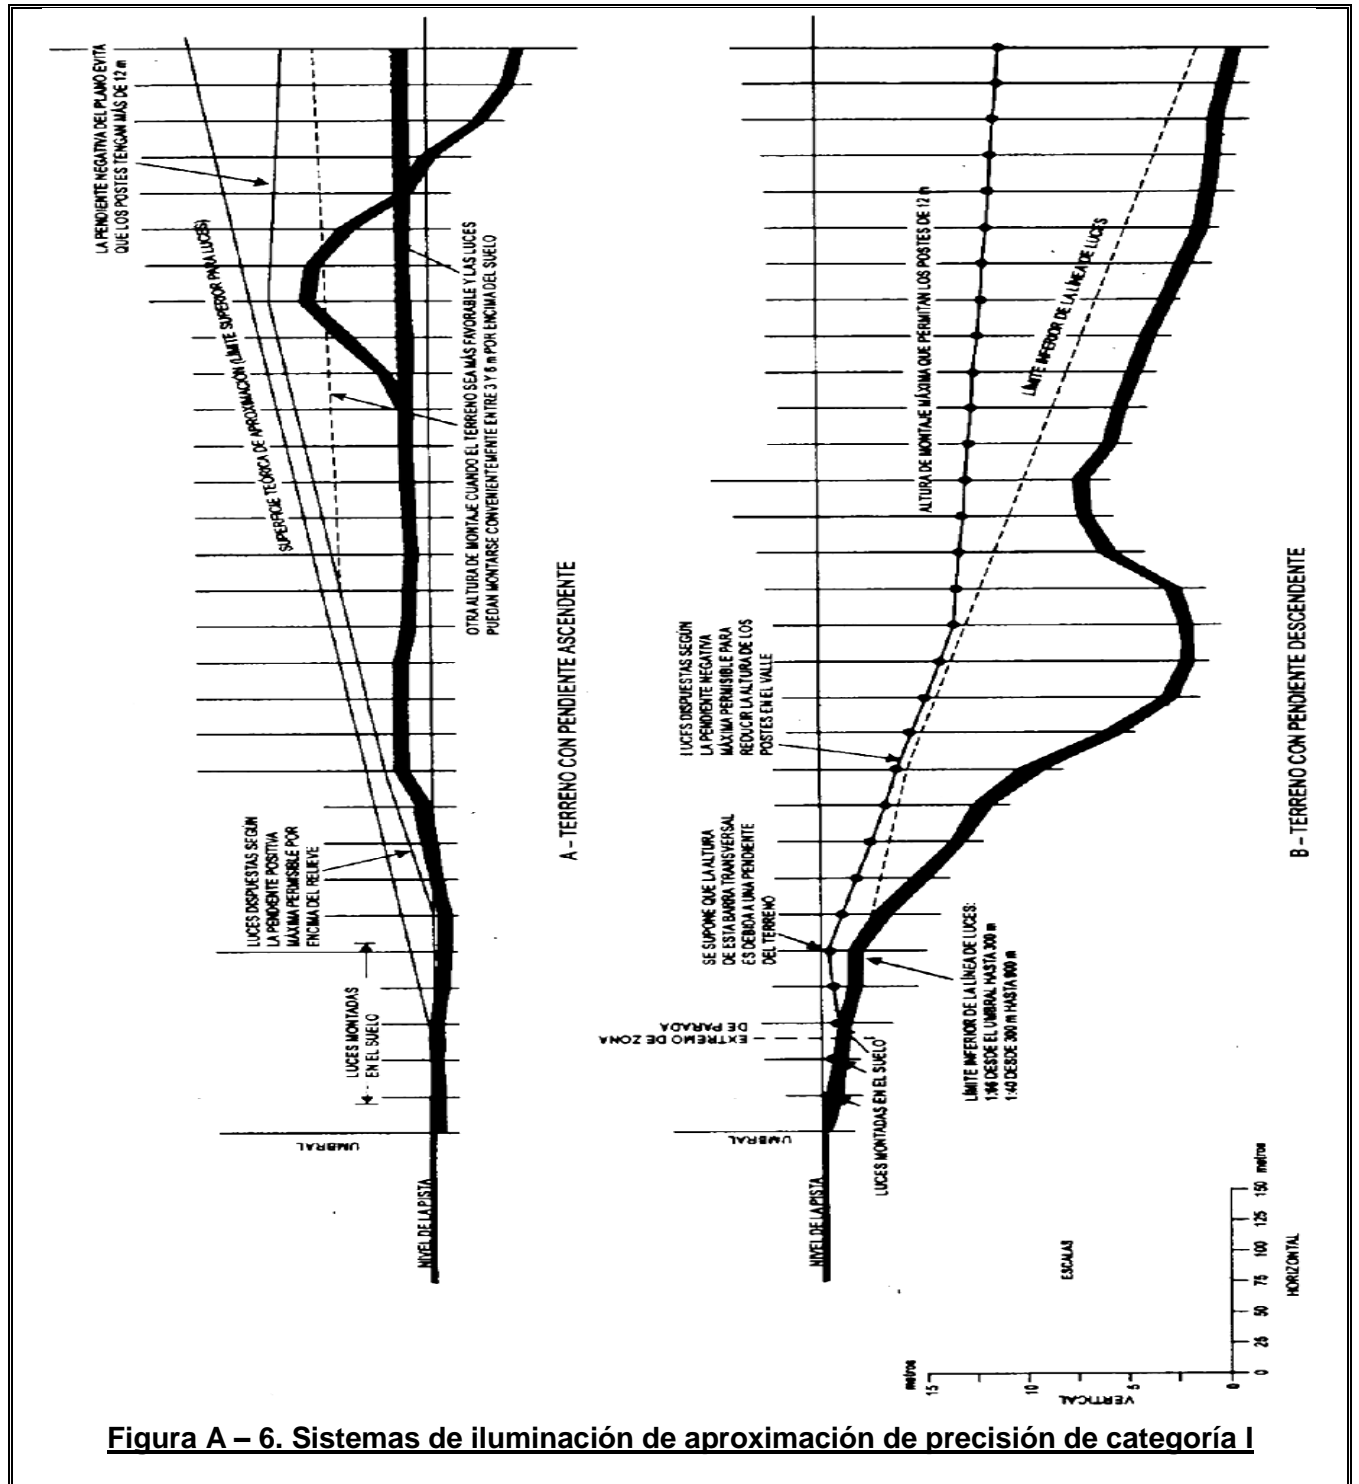 LA PENDIENTE NEGATIVA DEL PLANO EVITA
QUE LOS POSTES TENGAN MÁS DE 12 m
SUPERFICIE TEÓRICA DE APROXIMACIÓN (LÍMITE SUPERIOR PARA LUCES)
OTRA ALTURA DE MONTAJE CUANDO EL TERRENO SEA MÁS FAVORABLE Y LAS LUCES
PUEDAN MONTARSE CONVENIENTEMENTE ENTRE 3 Y 6 m POR ENCIMA DEL SUELO
LUCES DISPUESTAS SEGÚN
LA PENDIENTE POSITIVA
MÁXIMA PERMISIBLE POR
ENCIMA DEL RELIEVE
LUCES MONTADAS
EN EL SUELO
UMBRAL
NIVEL DE LA PISTA
A – TERRENO CON PENDIENTE ASCENDENTE
ALTURA DE MONTAJE MÁXIMA QUE PERMITAN LOS POSTES DE 12 m
LÍMITE INFERIOR DE LA LÍNEA DE LUCES
LUCES DISPUESTAS SEGÚN
LA PENDIENTE NEGATIVA
MÁXIMA PERMISIBLE PARA
REDUCIR LA ALTURA DE LOS
POSTES EN EL VALLE
SE SUPONE QUE LA ALTURA
DE ESTA BARRA TRANSVERSAL
ES DEBIDA A UNA PENDIENTE
DEL TERRENO
EXTREMO DE ZONA
DE PARADA
LUCES MONTADAS EN EL SUELO
UMBRAL
NIVEL DE LA PISTA
LÍMITE INFERIOR DE LA LÍNEA DE LUCES:
1:66 DESDE EL UMBRAL HASTA 300 m
1:40 DESDE 300 m HASTA 900 m
B – TERRENO CON PENDIENTE DESCENDENTE
ESCALAS
metros
15
10
5
0
VERTICAL
0 25 50 75 100 125 150 metros
HORIZONTAL
Figura A – 6. Sistemas de iluminación de aproximación de precisión de categoría I